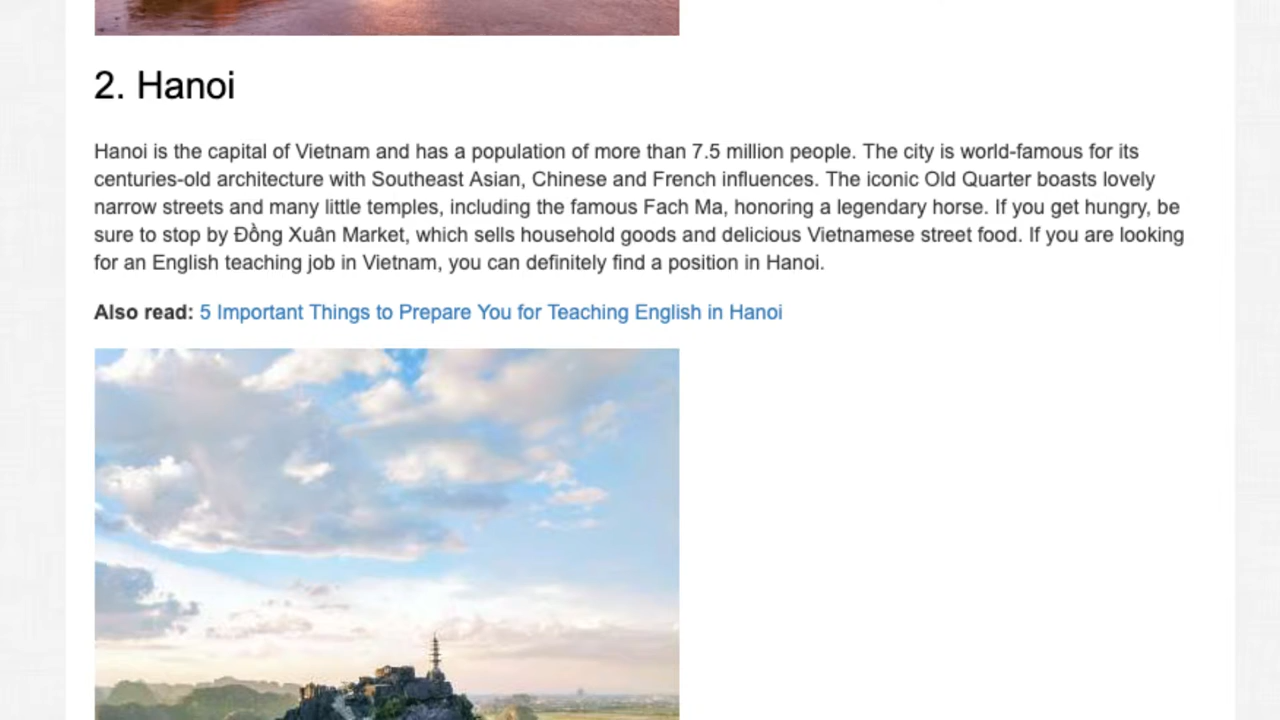 2. Hanoi
Hanoi is the capital of Vietnam and has a population of more than 7.5 million people. The city is world-famous for its
centuries-old architecture with Southeast Asian, Chinese and French influences. The iconic Old Quarter boasts lovely
narrow streets and many little temples, including the famous Fach Ma, honoring a legendary horse. If you get hungry, be
sure to stop by Đồng Xuân Market, which sells household goods and delicious Vietnamese street food. If you are looking
for an English teaching job in Vietnam, you can definitely find a position in Hanoi.
Also read: 5 Important Things to Prepare You for Teaching English in Hanoi